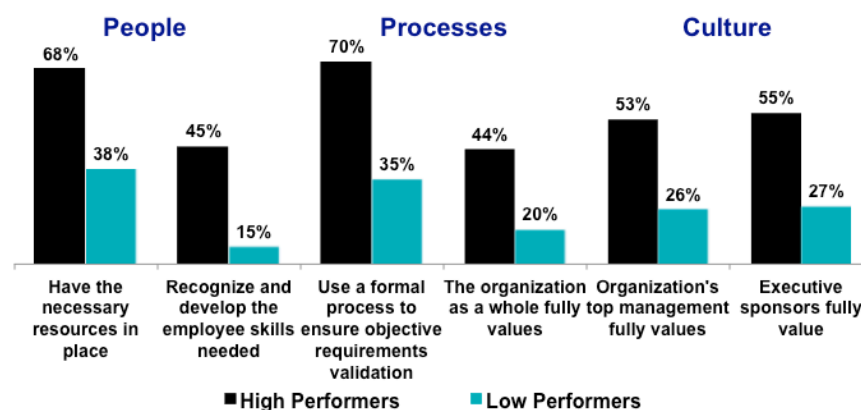 People Processes Culture
68%
38%
45%
15%
70%
35%
44%
20%
53%
26%
55%
27%
Have the
necessary
resources in
place
Recognize and
develop the
employee skills
needed
Use a formal
process to
ensure objective
requirements
validation
The organization
as a whole fully
values
Organization's
top management
fully values
Executive
sponsors fully
value
High Performers
Low Performers